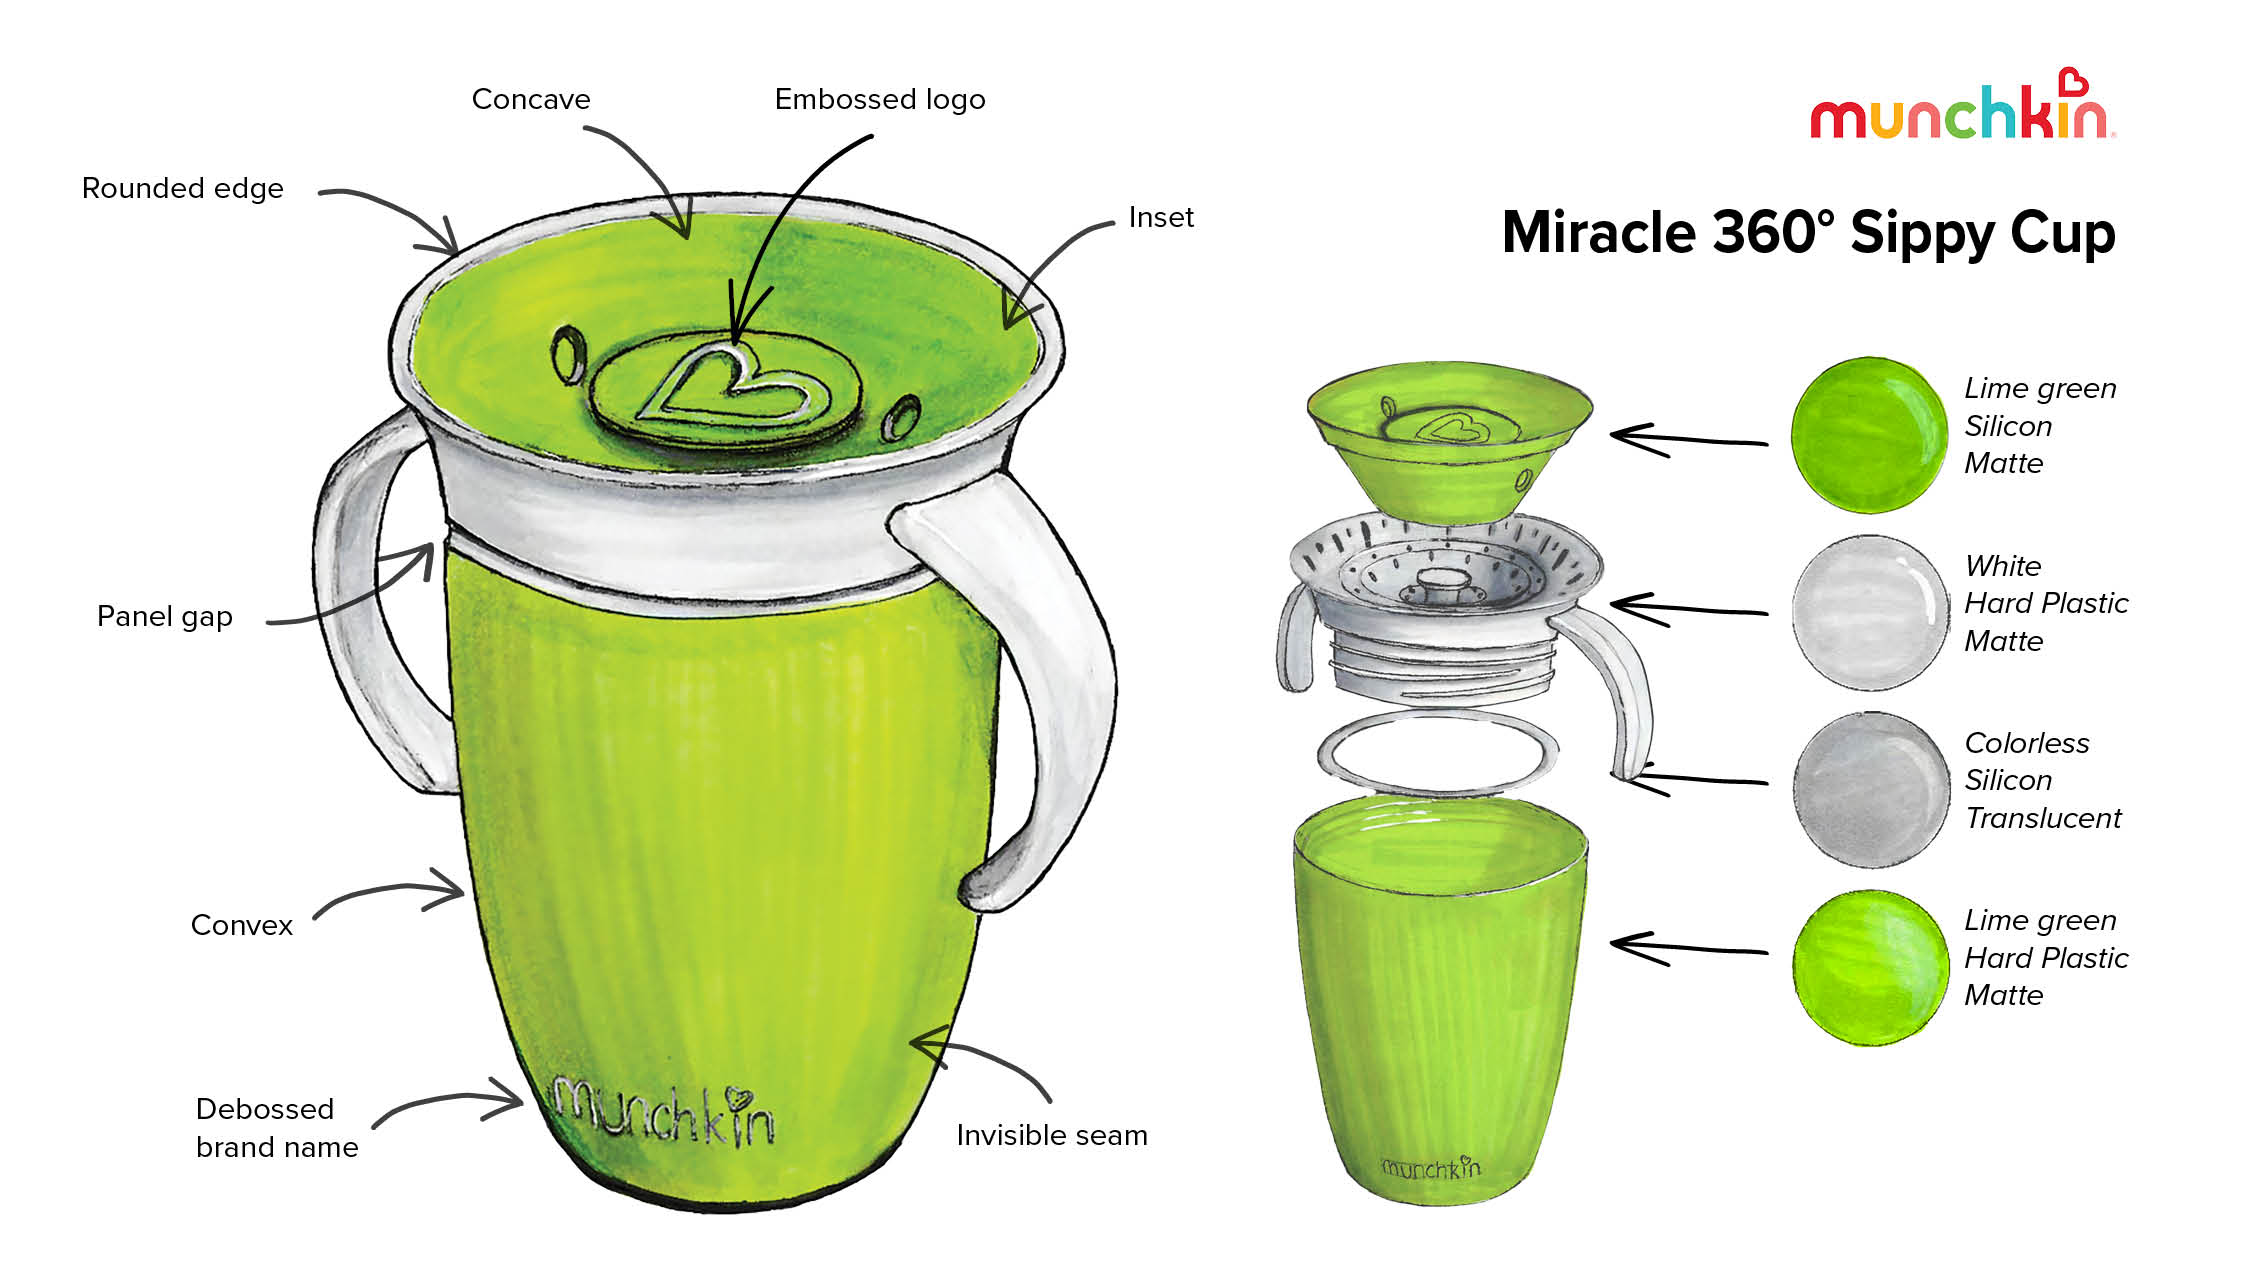 munchkin
Miracle 360° Sippy Cup
Concave
Embossed logo
Rounded edge
Inset
Panel gap
Convex
Debossed
brand name
Invisible seam
munchkin
Lime green
Silicon
Matte
White
Hard Plastic
Matte
Colorless
Silicon
Translucent
Lime green
Hard Plastic
Matte
munchkin